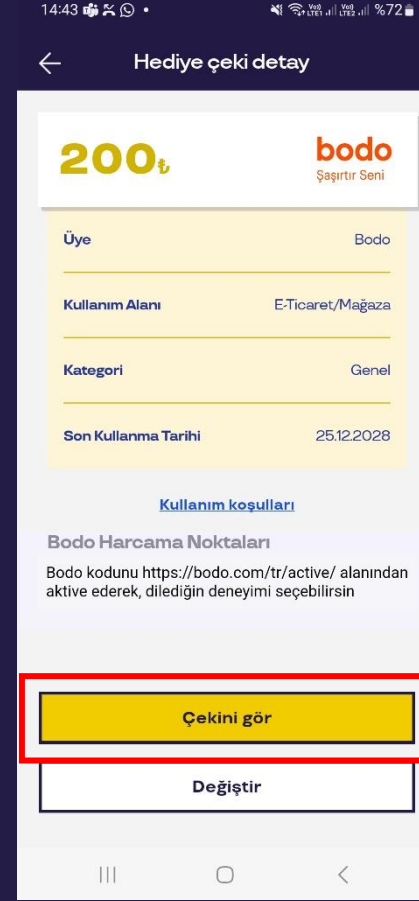 14:43
%72
Hediye çeki detay
200₺
bodo
Şaşırtır Seni
Üye Bodo
Kullanım Alanı E-Ticaret/Mağaza
Kategori Genel
Son Kullanma Tarihi 25.12.2028
Kullanım koşulları
Bodo Harcama Noktaları
Bodo kodunu https://bodo.com/tr/active/ alanından
aktive ederek, dilediğin deneyimi seçebilirsin
Çekini gör
Değiştir